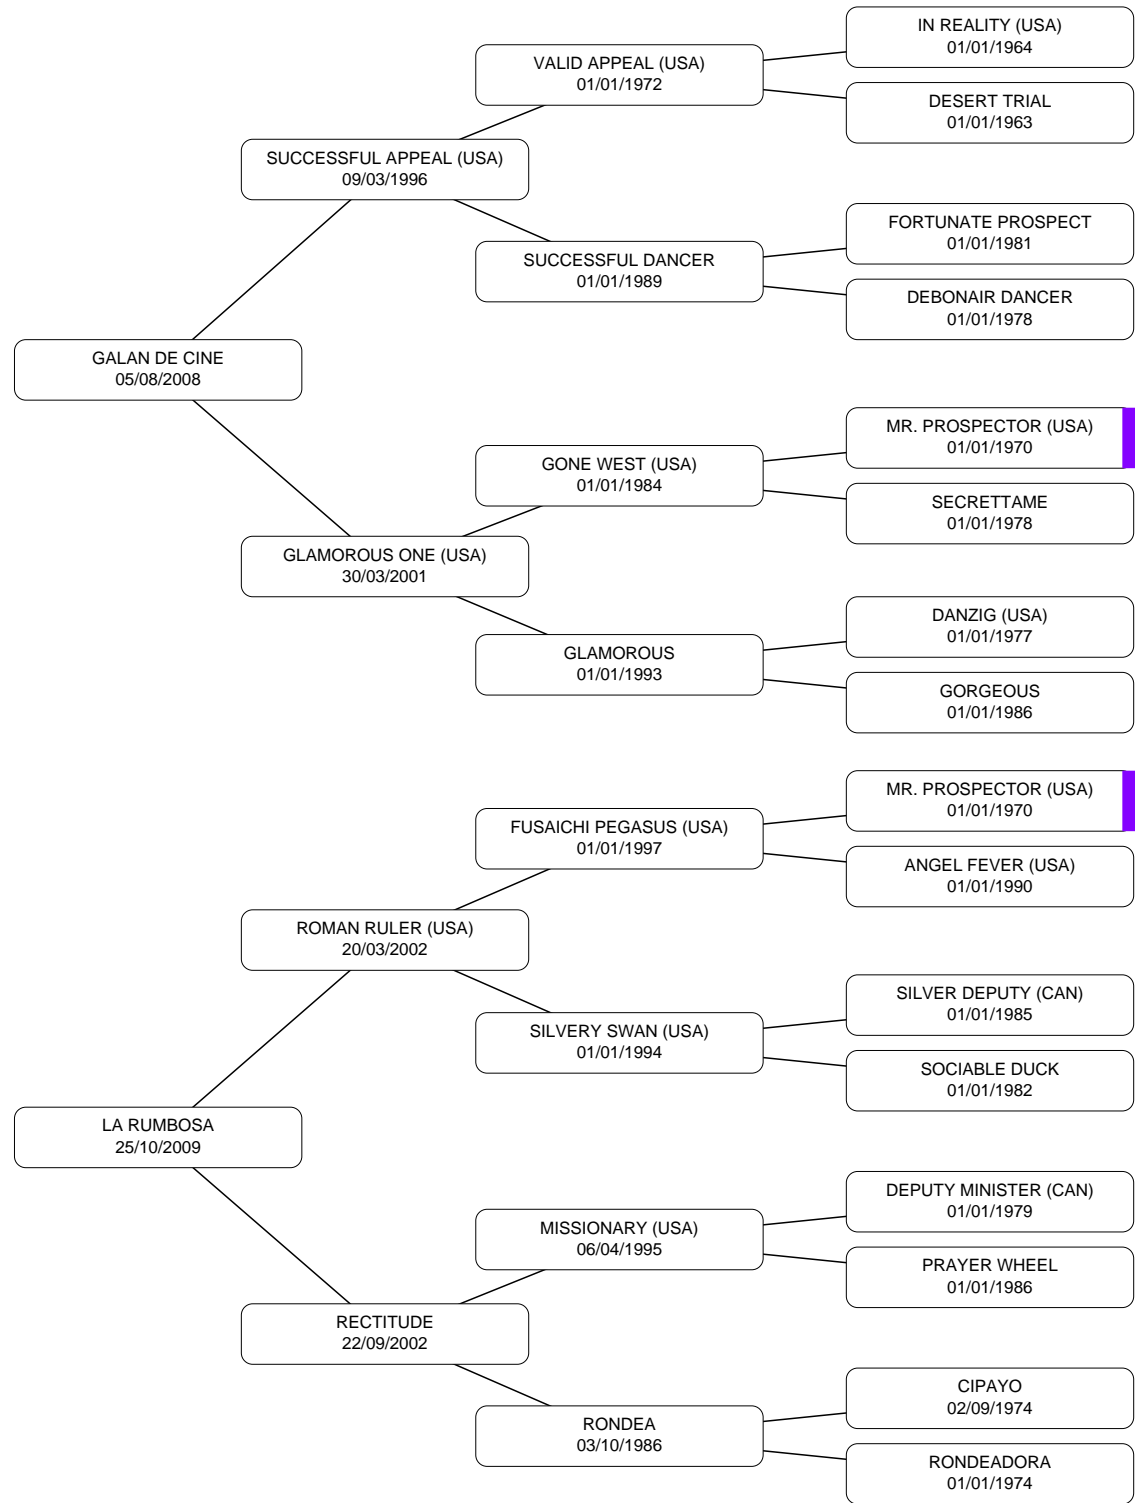 IN REALITY (USA)
01/01/1964
VALID APPEAL (USA)
01/01/1972
DESERT TRIAL
01/01/1963
SUCCESSFUL APPEAL (USA)
09/03/1996
FORTUNATE PROSPECT
01/01/1981
SUCCESSFUL DANCER
01/01/1989
DEBONAIR DANCER
01/01/1978
GALAN DE CINE
05/08/2008
MR. PROSPECTOR (USA)
01/01/1970
GONE WEST (USA)
01/01/1984
SECRETTAME
01/01/1978
GLAMOROUS ONE (USA)
30/03/2001
DANZIG (USA)
01/01/1977
GLAMOROUS
01/01/1993
GORGEOUS
01/01/1986
MR. PROSPECTOR (USA)
01/01/1970
FUSAICHI PEGASUS (USA)
01/01/1997
ANGEL FEVER (USA)
01/01/1990
ROMAN RULER (USA)
20/03/2002
SILVER DEPUTY (CAN)
01/01/1985
SILVERY SWAN (USA)
01/01/1994
SOCIABLE DUCK
01/01/1982
LA RUMBOSA
25/10/2009
DEPUTY MINISTER (CAN)
01/01/1979
MISSIONARY (USA)
06/04/1995
PRAYER WHEEL
01/01/1986
RECTITUDE
22/09/2002
CIPAYO
02/09/1974
RONDEA
03/10/1986
RONDEADORA
01/01/1974